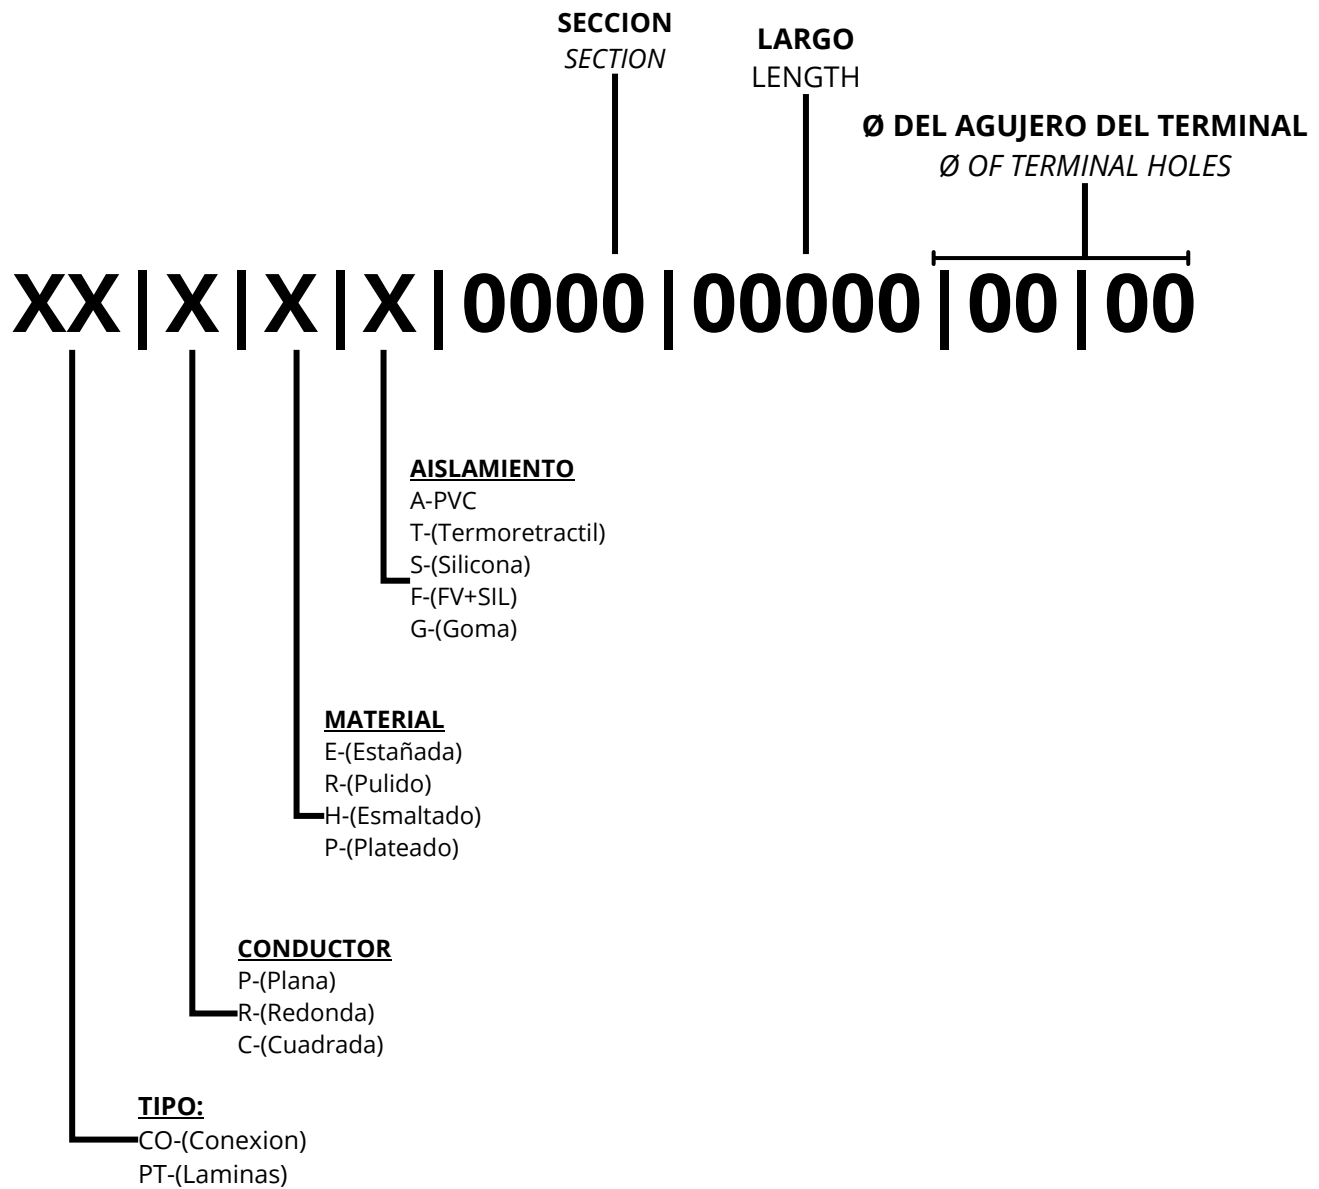 SECCION
SECTION
LARGO
LENGTH
Ø DEL AGUJERO DEL TERMINAL
Ø OF TERMINAL HOLES
XX|X|X|X|0000|00000|00|00
AISLAMIENTO
A-PVC
T-(Termoretractil)
S-(Silicona)
F-(FV+SIL)
G-(Goma)
MATERIAL
E-(Estañada)
R-(Pulido)
H-(Esmaltado)
P-(Plateado)
CONDUCTOR
P-(Plana)
R-(Redonda)
C-(Cuadrada)
TIPO:
CO-(Conexion)
PT-(Laminas)